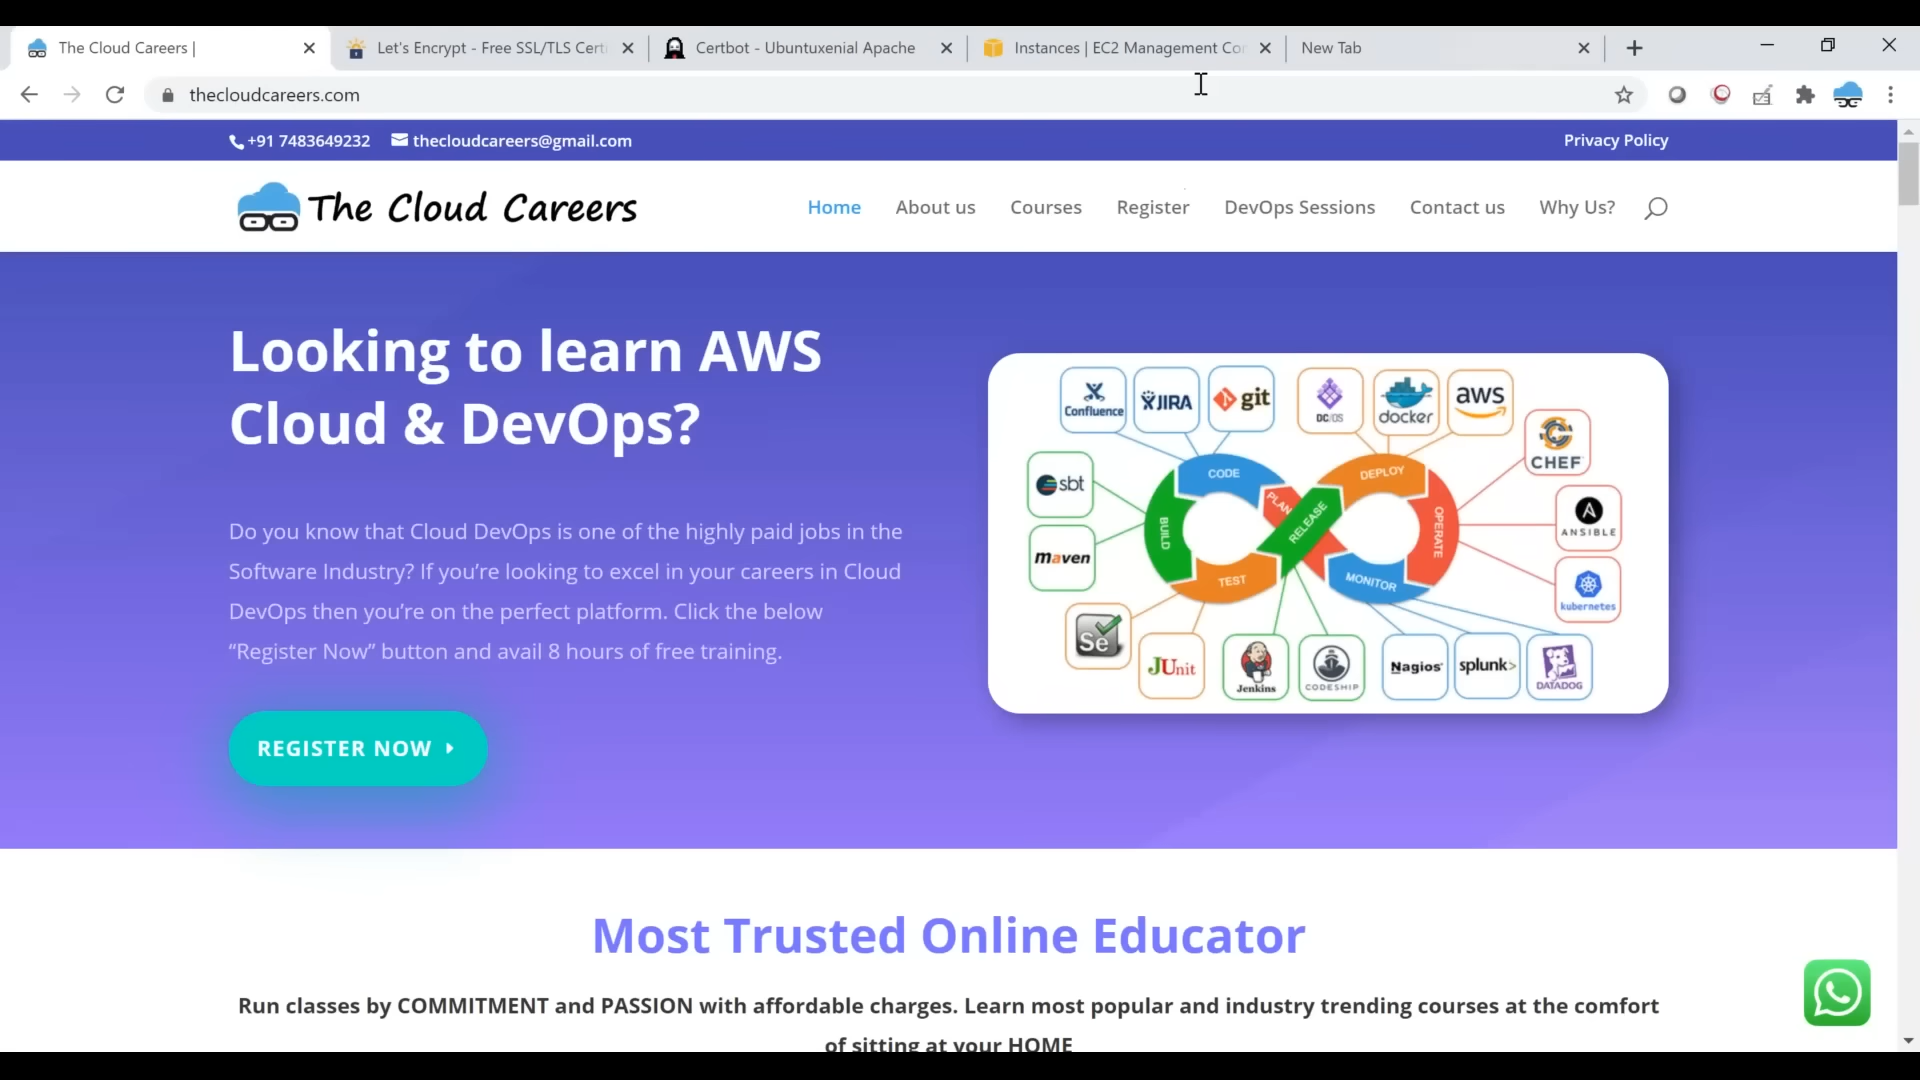 The Cloud Careers |
Let's Encrypt - Free SSL/TLS Cert
Certbot - Ubuntuxenial Apache
Instances | EC2 Management Co
New Tab
thecloudcareers.com
+91 7483649232
thecloudcareers@gmail.com
Privacy Policy
The Cloud Careers
Home
About us
Courses
Register
DevOps Sessions
Contact us
Why Us?
Looking to learn AWS
Cloud & DevOps?
Do you know that Cloud DevOps is one of the highly paid jobs in the
Software Industry? If you’re looking to excel in your careers in Cloud
DevOps then you’re on the perfect platform. Click the below
“Register Now” button and avail 8 hours of free training.
REGISTER NOW
Confluence
JIRA
git
DC/OS
docker
aws
CHEF
sbt
CODE
DEPLOY
PLAN
RELEASE
BUILD
OPERATE
ANSIBLE
maven
TEST
MONITOR
kubernetes
Se
JUnit
Jenkins
CODESHIP
Nagios
splunk>
DATADOG
Most Trusted Online Educator
Run classes by COMMITMENT and PASSION with affordable charges. Learn most popular and industry trending courses at the comfort
of sitting at your HOME